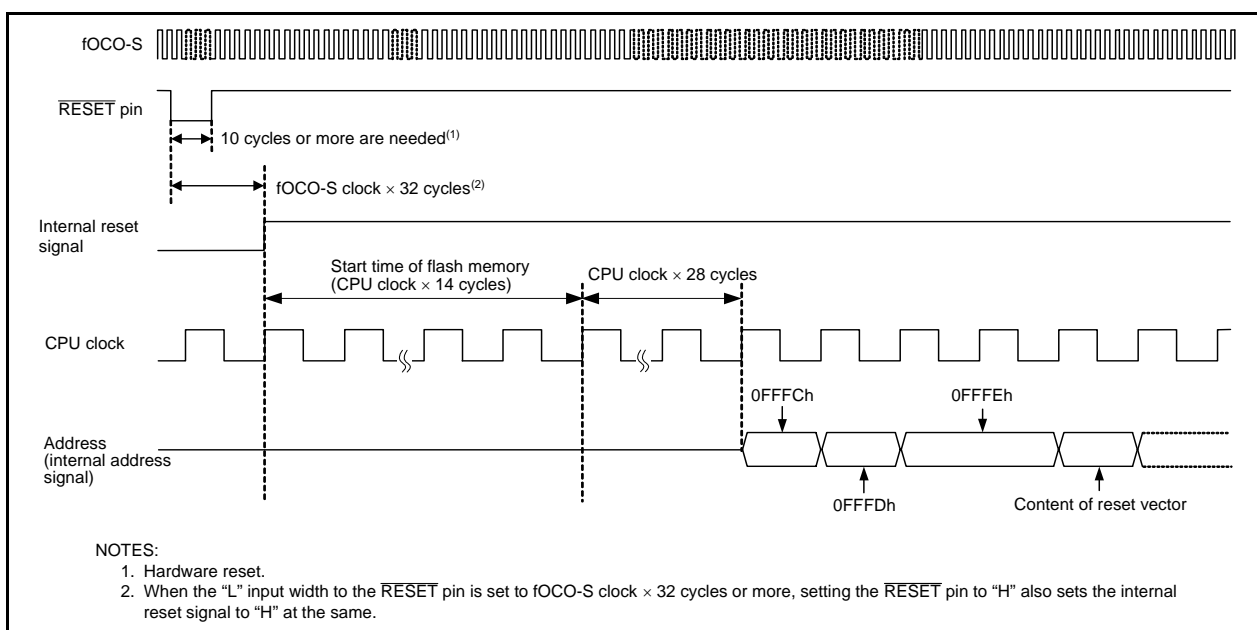 fOCO-S
RESET pin
10 cycles or more are needed(1)
fOCO-S clock × 32 cycles(2)
Internal reset
signal
Start time of flash memory
(CPU clock × 14 cycles)
CPU clock × 28 cycles
CPU clock
0FFFCh
0FFFEh
Address
(internal address
signal)
0FFFDh
Content of reset vector
NOTES:
1. Hardware reset.
2. When the “L” input width to the RESET pin is set to fOCO-S clock × 32 cycles or more, setting the RESET pin to “H” also sets the internal
reset signal to “H” at the same.